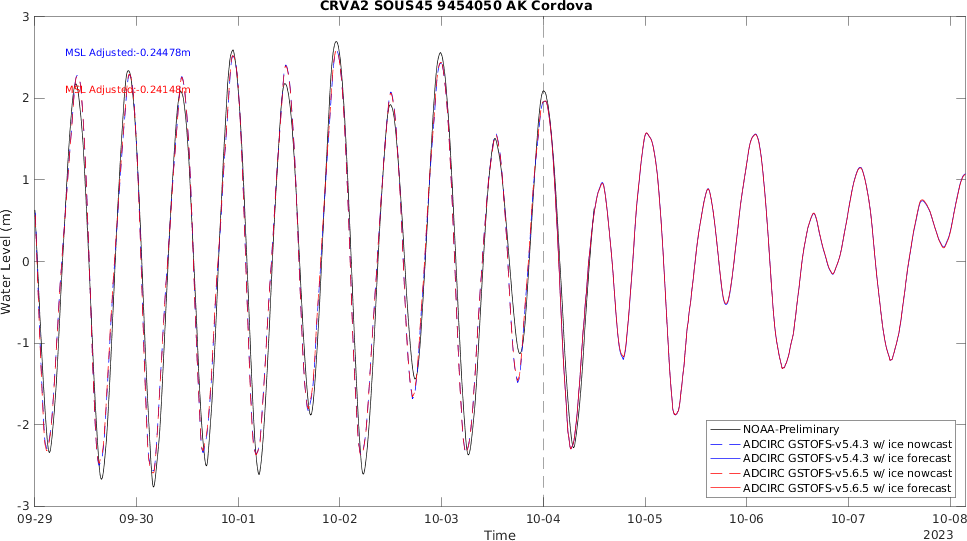 CRVA2 SOUS45 9454050 AK Cordova
MSL Adjusted:-0.24478m
MSL Adjusted:-0.24148m
Water Level (m)
3
2
1
0
-1
-2
-3
NOAA-Preliminary
ADCIRC GSTOFS-v5.4.3 w/ ice nowcast
ADCIRC GSTOFS-v5.4.3 w/ ice forecast
ADCIRC GSTOFS-v5.6.5 w/ ice nowcast
ADCIRC GSTOFS-v5.6.5 w/ ice forecast
09-29 09-30 10-01 10-02 10-03 10-04 10-05 10-06 10-07 10-08
Time
2023